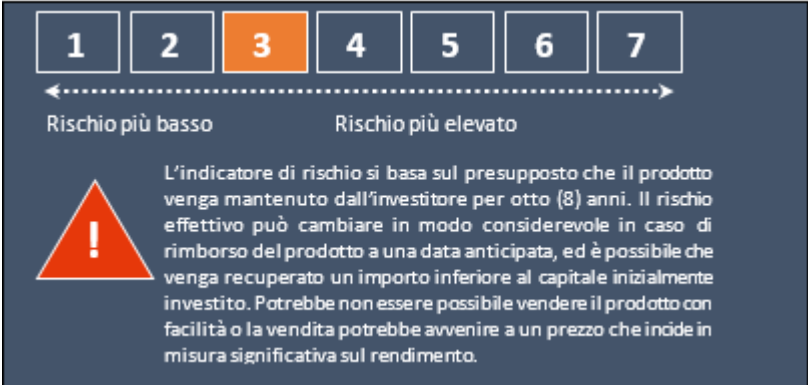 1 2 3 4 5 6 7
Rischio più basso Rischio più elevato
L'indicatore di rischio si basa sul presupposto che il prodotto
venga mantenuto dall'investitore per otto (8) anni. Il rischio
effettivo può cambiare in modo considerevole in caso di
rimborso del prodotto a una data anticipata, ed è possibile che
venga recuperato un importo inferiore al capitale inizialmente
investito. Potrebbe non essere possibile vendere il prodotto con
facilità o la vendita potrebbe avvenire a un prezzo che incide in
misura significativa sul rendimento.
!